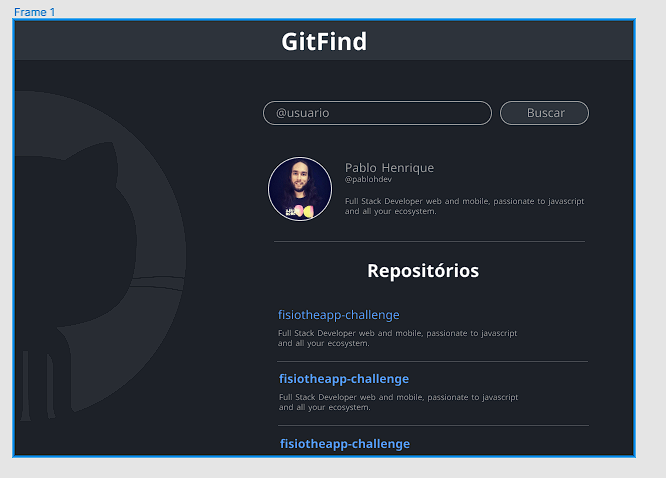 Frame 1
GitFind
@usuario
Buscar
Pablo Henrique
@pablohdev
Full Stack Developer web and mobile, passionate to javascript
and all your ecosystem.
Repositórios
fisiotheapp-challenge
Full Stack Developer web and mobile, passionate to javascript
and all your ecosystem.
fisiotheapp-challenge
Full Stack Developer web and mobile, passionate to javascript
and all your ecosystem.
fisiotheapp-challenge